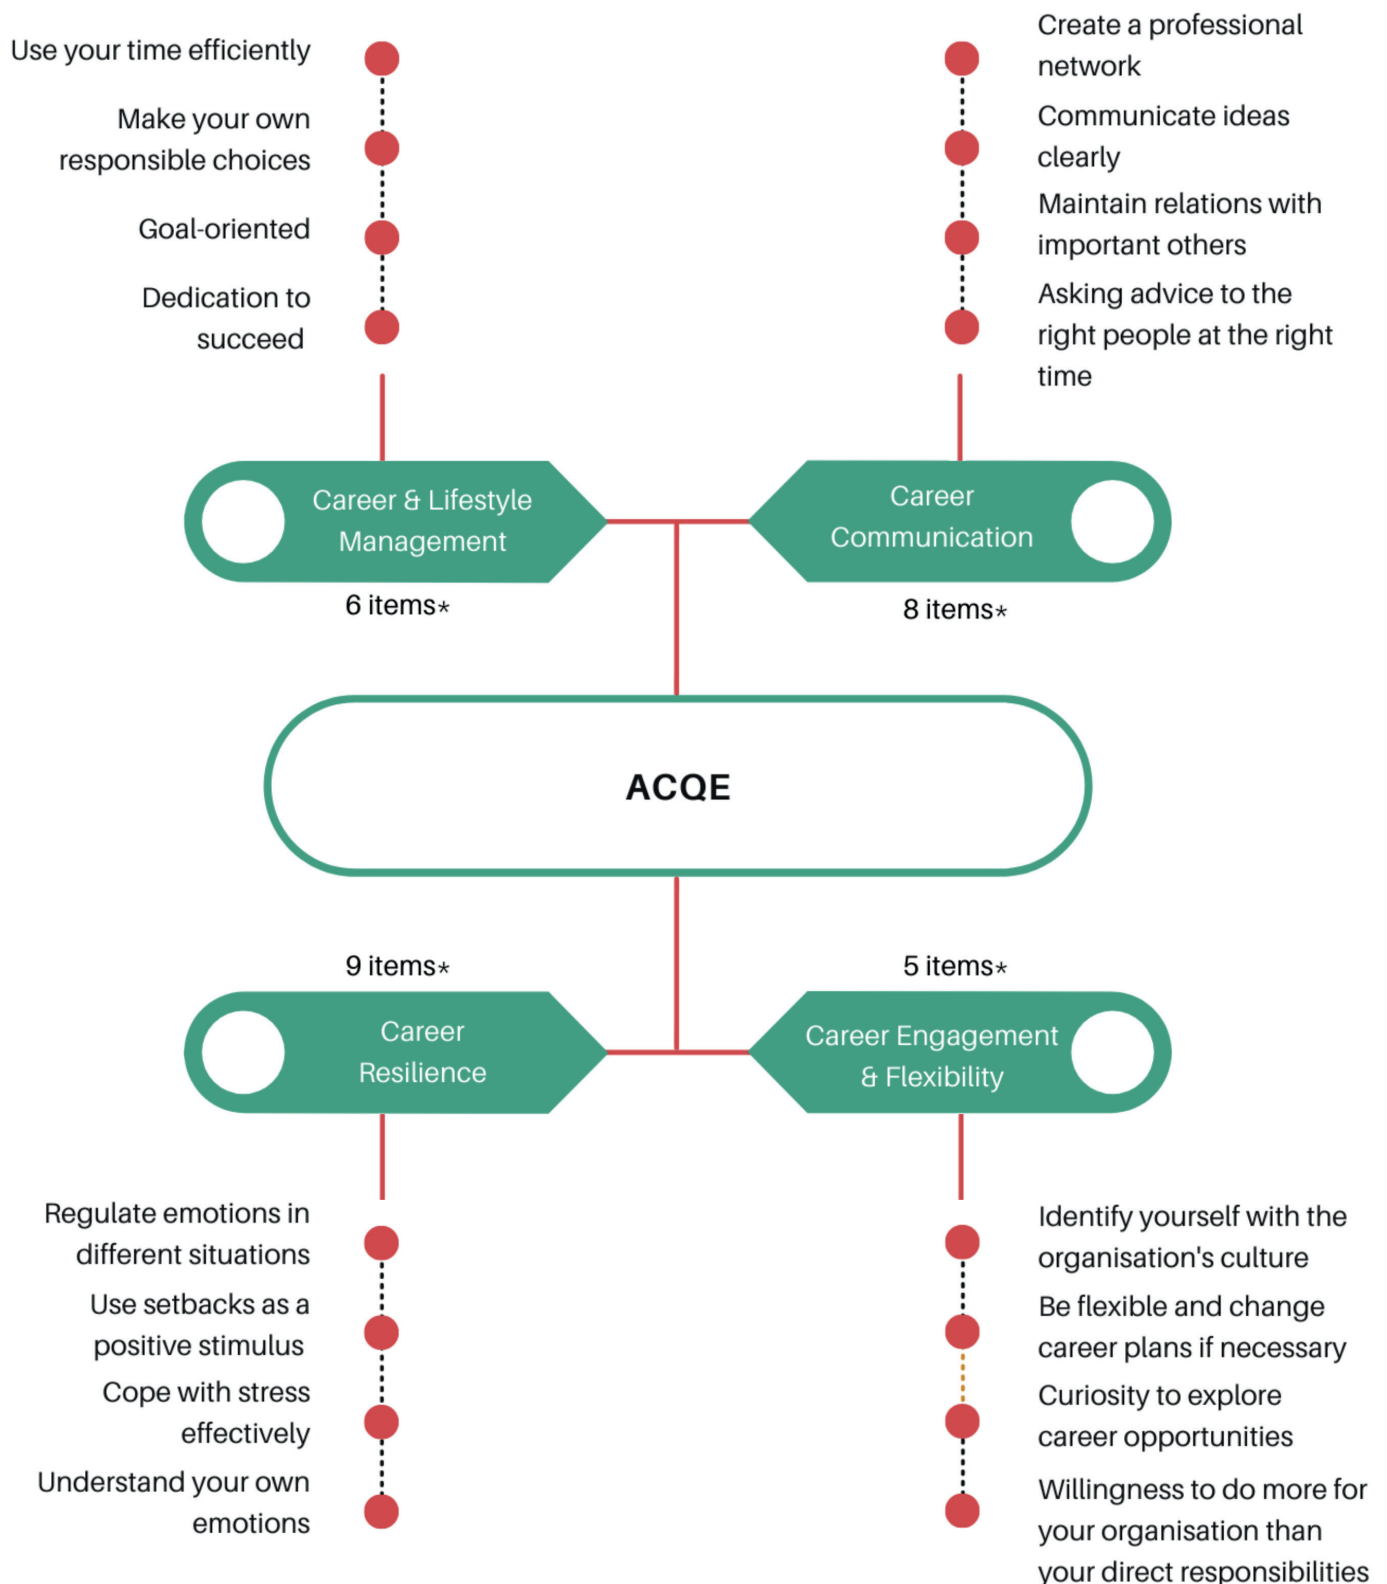 Use your time efficiently
Make your own
responsible choices
Goal-oriented
Dedication to
succeed
Create a professional
network
Communicate ideas
clearly
Maintain relations with
important others
Asking advice to the
right people at the right
time
Career & Lifestyle
Management
6 items*
Career
Communication
8 items*
ACQE
9 items*
Career
Resilience
5 items*
Career Engagement
& Flexibility
Regulate emotions in
different situations
Use setbacks as a
positive stimulus
Cope with stress
effectively
Understand your own
emotions
Identify yourself with the
organisation's culture
Be flexible and change
career plans if necessary
Curiosity to explore
career opportunities
Willingness to do more for
your organisation than
your direct responsibilities